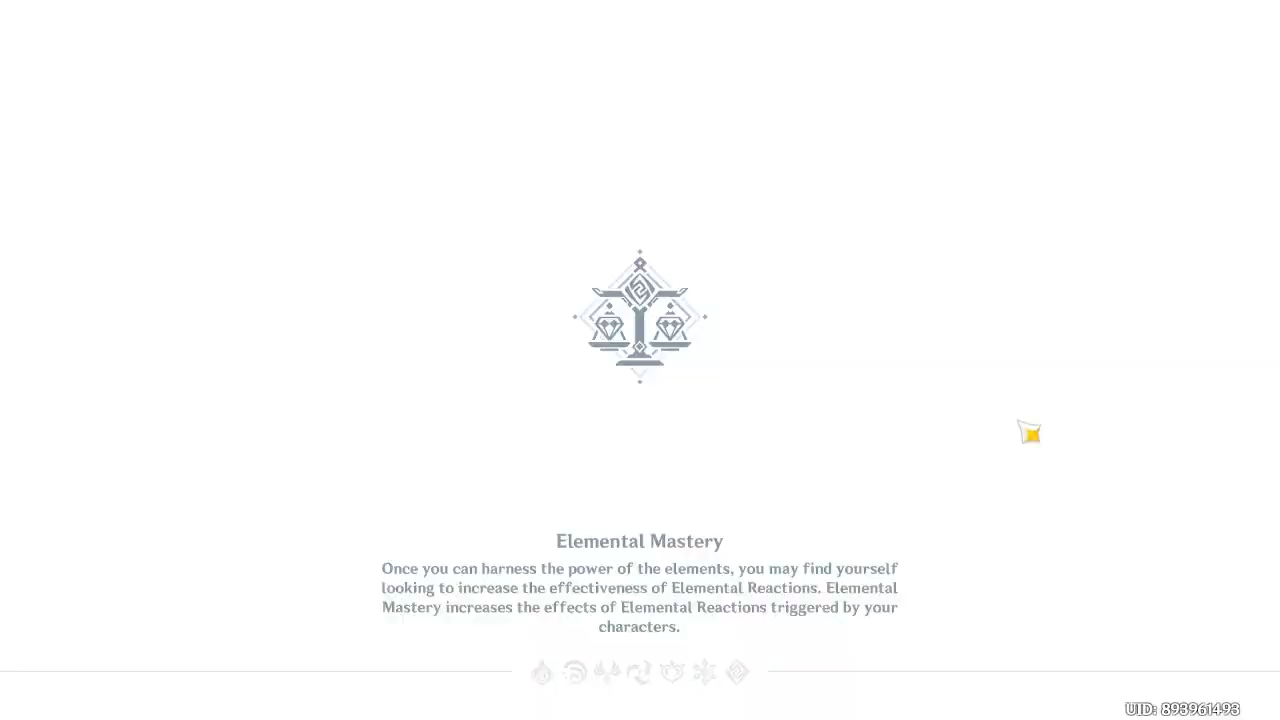 Elemental Mastery
Once you can harness the power of the elements, you may find yourself
looking to increase the effectiveness of Elemental Reactions. Elemental
Mastery increases the effects of Elemental Reactions triggered by your
characters.
UID: 893961493